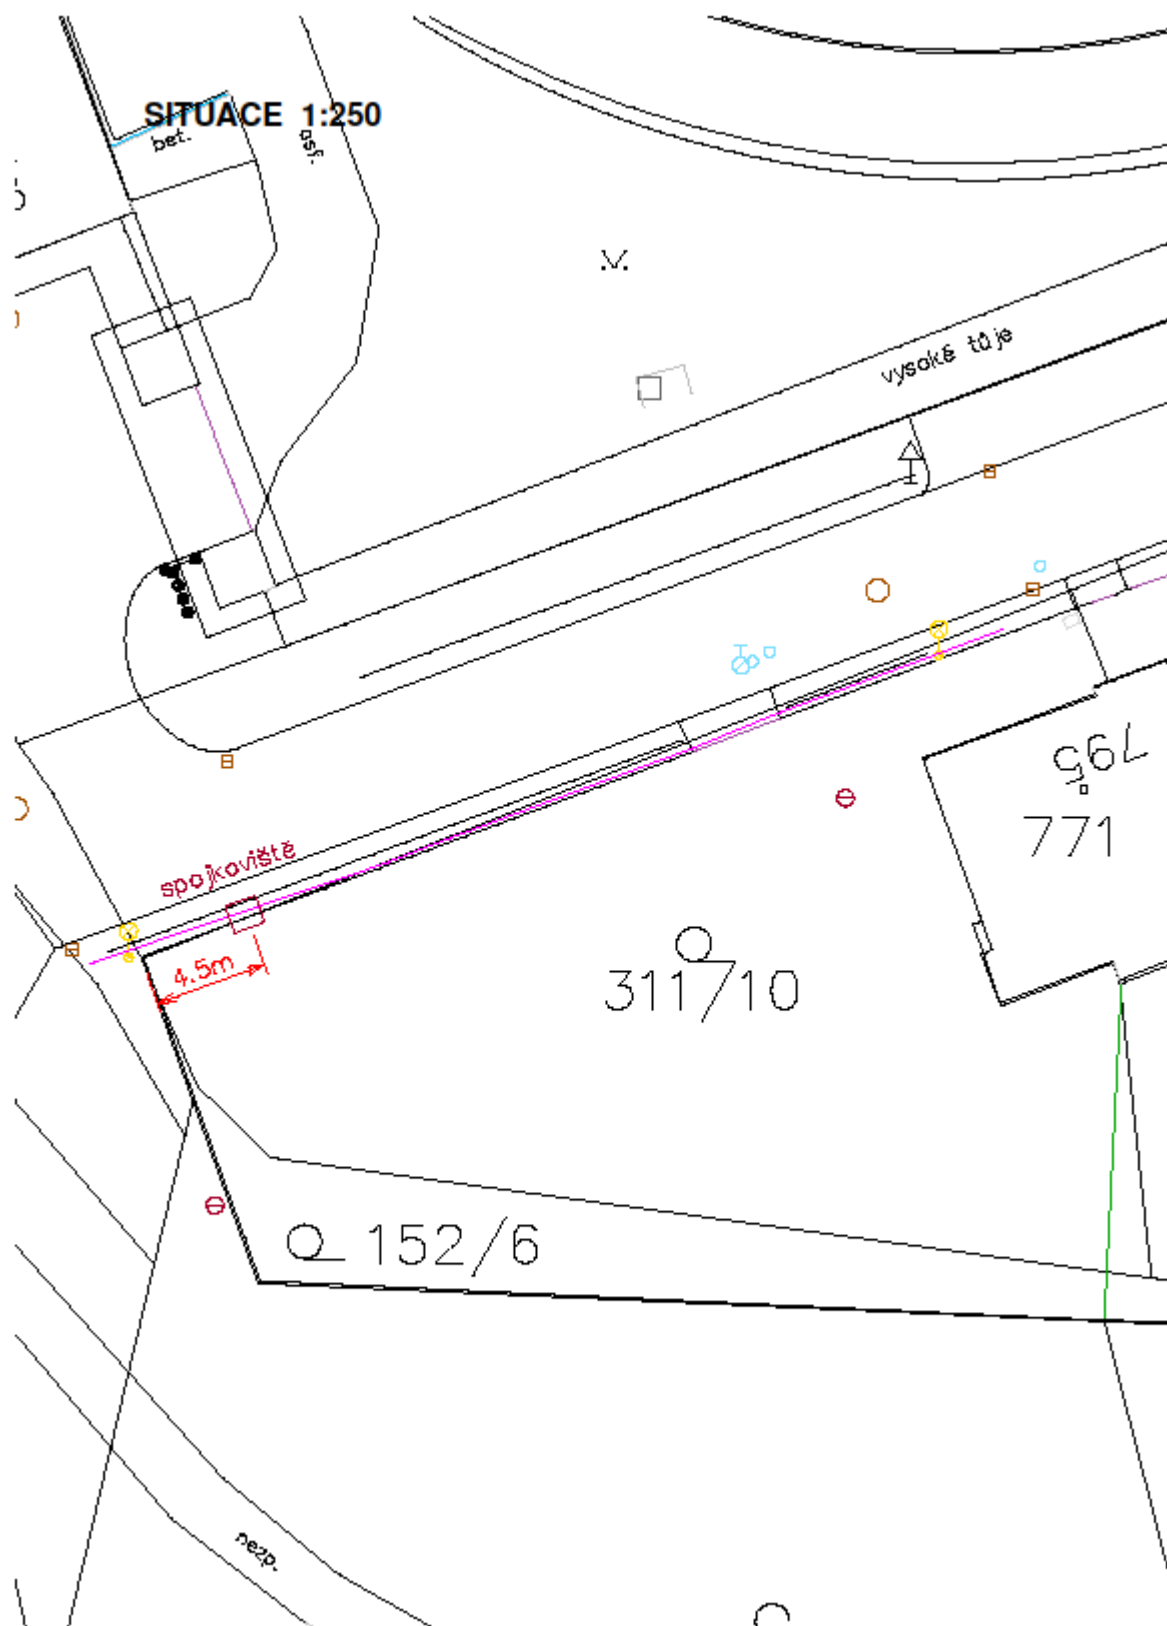 SITUACE 1:250
bet.
asf.
vysoké tůje
795
771
spojkoviště
4.5m
311/10
152/6
nezp.